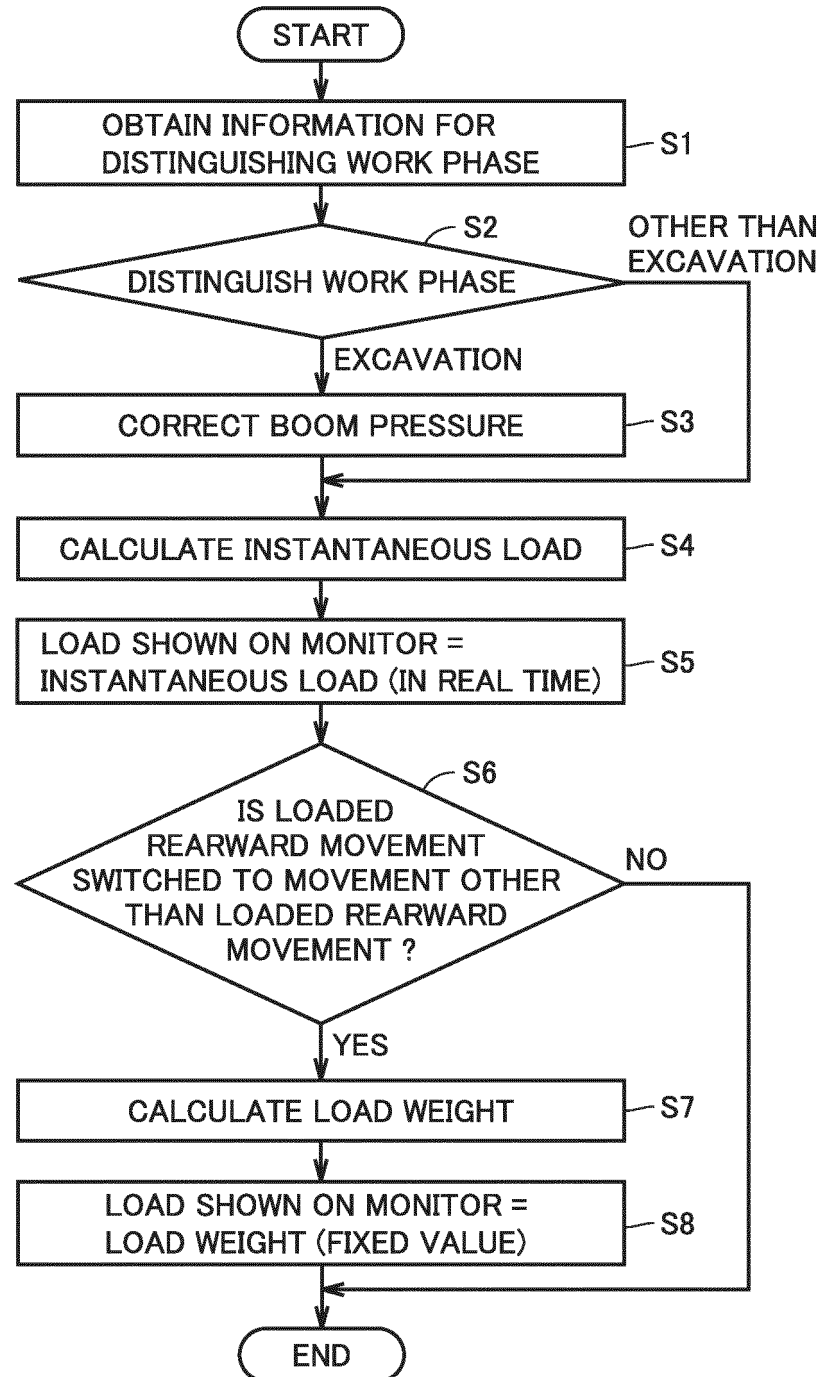 START
OBTAIN INFORMATION FOR
DISTINGUISHING WORK PHASE
S1
S2
OTHER THAN
EXCAVATION
DISTINGUISH WORK PHASE
EXCAVATION
CORRECT BOOM PRESSURE
S3
CALCULATE INSTANTANEOUS LOAD
S4
LOAD SHOWN ON MONITOR =
INSTANTANEOUS LOAD (IN REAL TIME)
S5
S6
IS LOADED
REARWARD MOVEMENT
SWITCHED TO MOVEMENT OTHER
THAN LOADED REARWARD
MOVEMENT ?
NO
YES
CALCULATE LOAD WEIGHT
S7
LOAD SHOWN ON MONITOR =
LOAD WEIGHT (FIXED VALUE)
S8
END